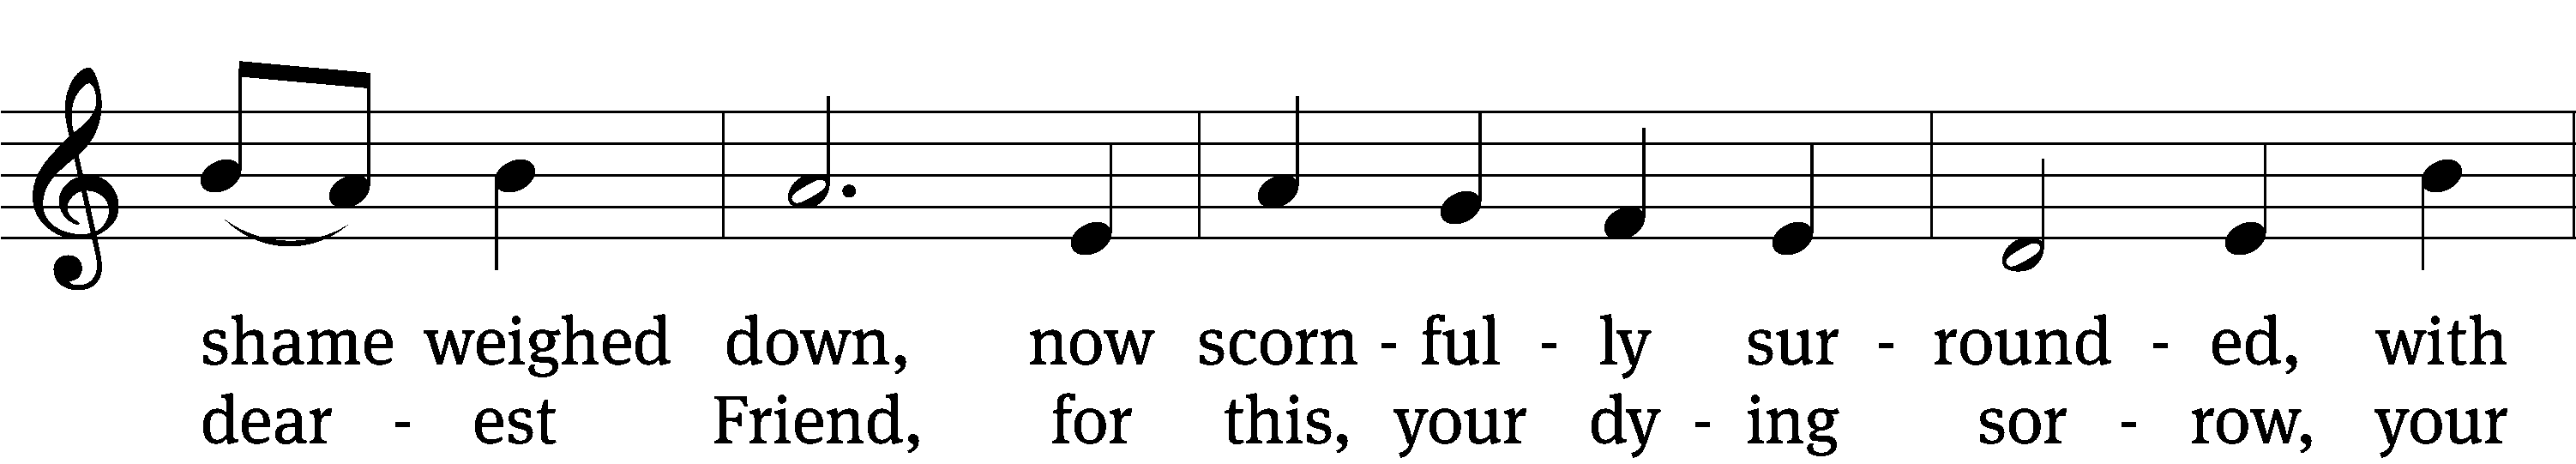 shame weighed down, now scorn - ful - ly sur - round - ed, with
dear - est Friend, for this, your dy - ing sor - row, your